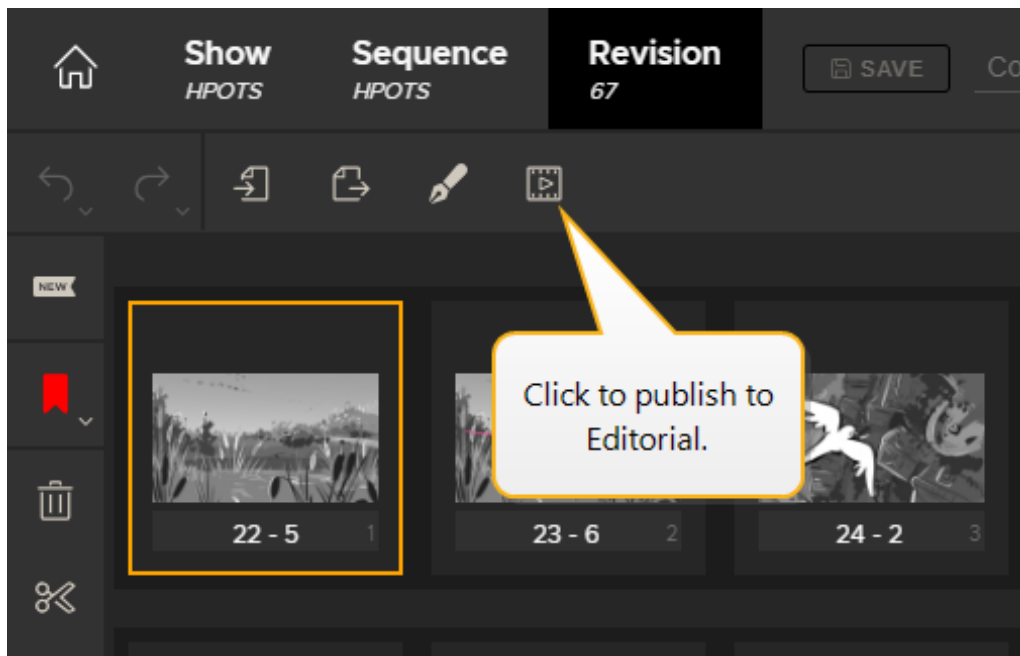 Show
Sequence
Revision
HPOTS
HPOTS
67
SAVE
Co
NEW
Click to publish to
Editorial.
22 - 5
1
23 - 6
2
24 - 2
3